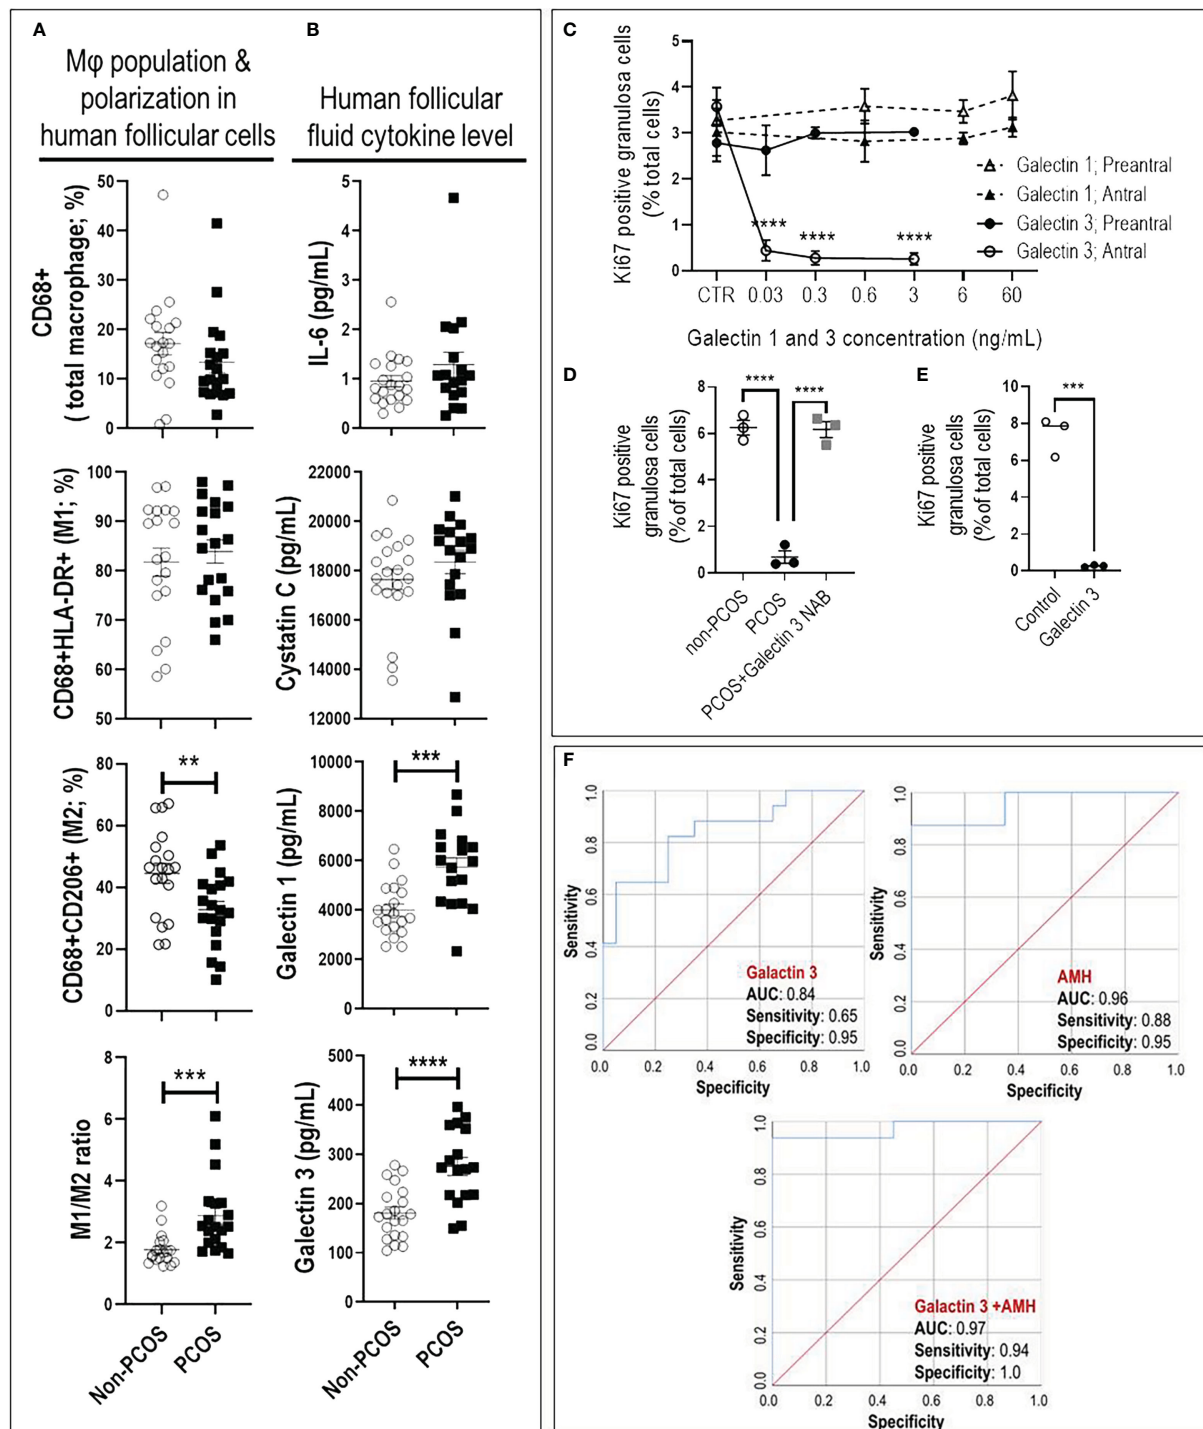 A
Mφ population &
polarization in
human follicular cells
CD68+
( total macrophage; %)
50
40
30
20
10
0
CD68+HLA-DR+ (M1; %)
100
90
80
70
60
50
CD68+CD206+ (M2; %)
80
60
40
20
0
**
M1/M2 ratio
8
6
4
2
0
***
Non-PCOS
PCOS
B
Human follicular
fluid cytokine level
IL-6 (pg/mL)
5
4
3
2
1
0
Cystatin C (pg/mL)
22000
20000
18000
16000
14000
12000
Galectin 1 (pg/mL)
10000
8000
6000
4000
2000
0
***
Galectin 3 (pg/mL)
500
400
300
200
100
0
****
Non-PCOS
PCOS
C
Ki67 positive granulosa cells
(% total cells)
5
4
3
2
1
0
Galectin 1; Preantral
Galectin 1; Antral
Galectin 3; Preantral
Galectin 3; Antral
**** **** ****
CTR 0.03 0.3 0.6 3 6 60
Galectin 1 and 3 concentration (ng/mL)
D
Ki67 positive
granulosa cells
(% of total cells)
8
6
4
2
0
**** ****
non-PCOS
PCOS
PCOS+Galectin 3 NAB
E
Ki67 positive
granulosa cells
(% of total cells)
10
8
6
4
2
0
***
Control
Galectin 3
F
Sensitivity
1.0
0.8
0.6
0.4
0.2
0.0
Galactin 3
AUC: 0.84
Sensitivity: 0.65
Specificity: 0.95
0.0 0.2 0.4 0.6 0.8 1.0
Specificity
Sensitivity
1.0
0.8
0.6
0.4
0.2
0.0
AMH
AUC: 0.96
Sensitivity: 0.88
Specificity: 0.95
0.0 0.2 0.4 0.6 0.8 1.0
Specificity
Sensitivity
1.0
0.8
0.6
0.4
0.2
0.0
Galactin 3 +AMH
AUC: 0.97
Sensitivity: 0.94
Specificity: 1.0
0.0 0.2 0.4 0.6 0.8 1.0
Specificity